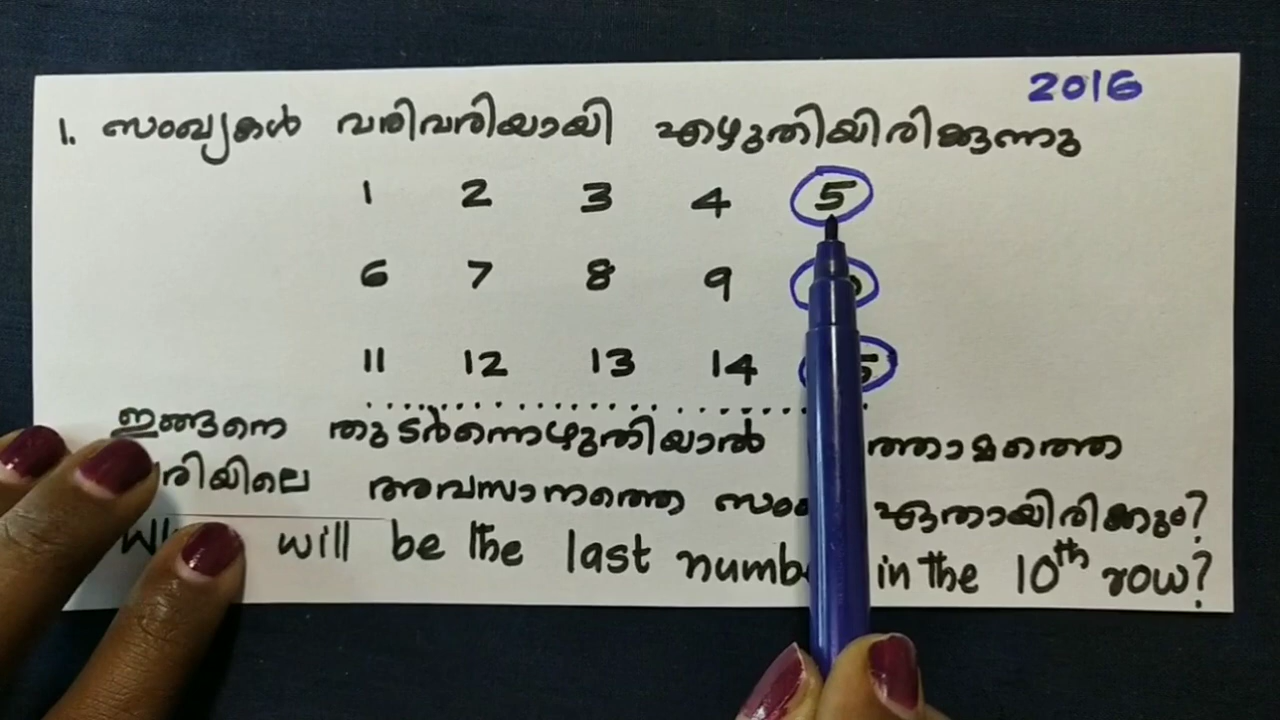 2016
1. സംഖ്യകൾ വരിവരിയായി എഴുതിയിരിക്കുന്നു
1 2 3 4 5
6 7 8 9
11 12 13 14
ഇങ്ങനെ തുടർന്നെഴുതിയാൽ
അവസാനത്തെ ഏതായിരിക്കും?
will be the last in the 10th row?